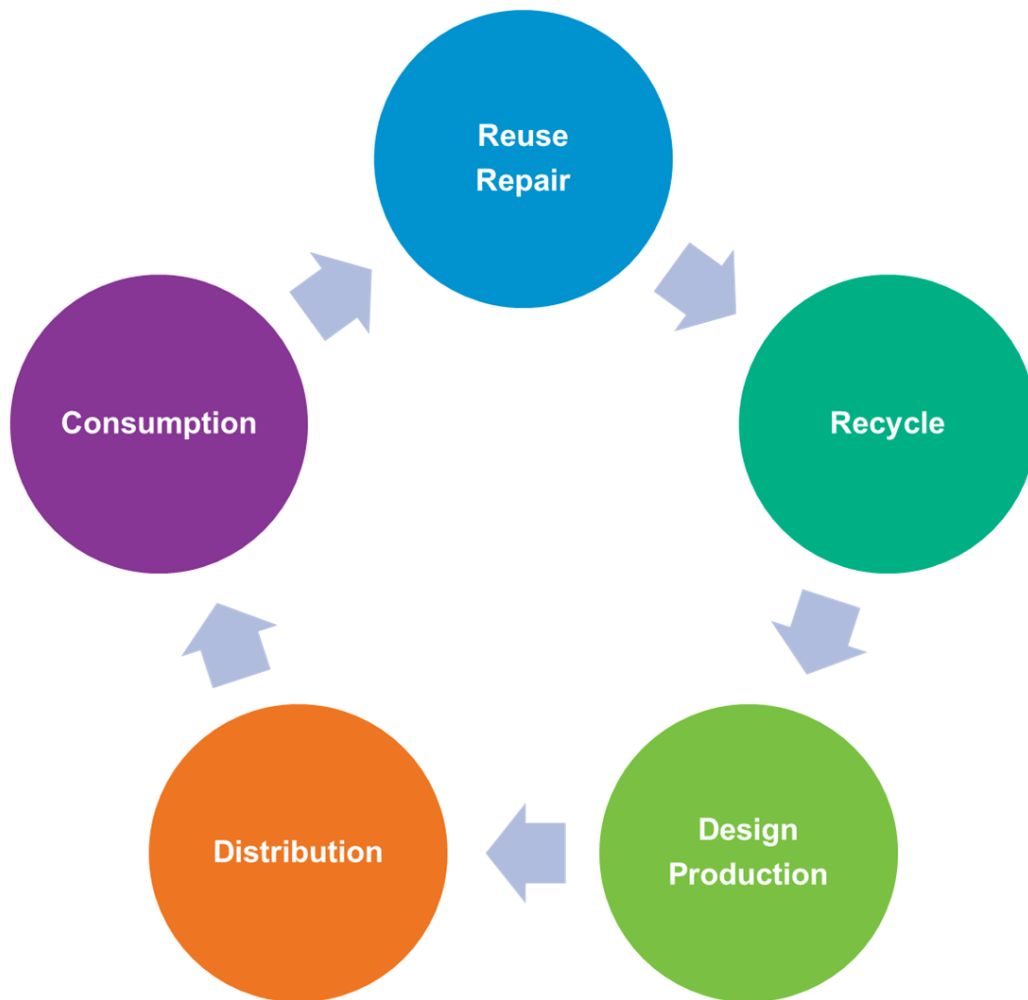 Reuse
Repair
Recycle
Design
Production
Distribution
Consumption